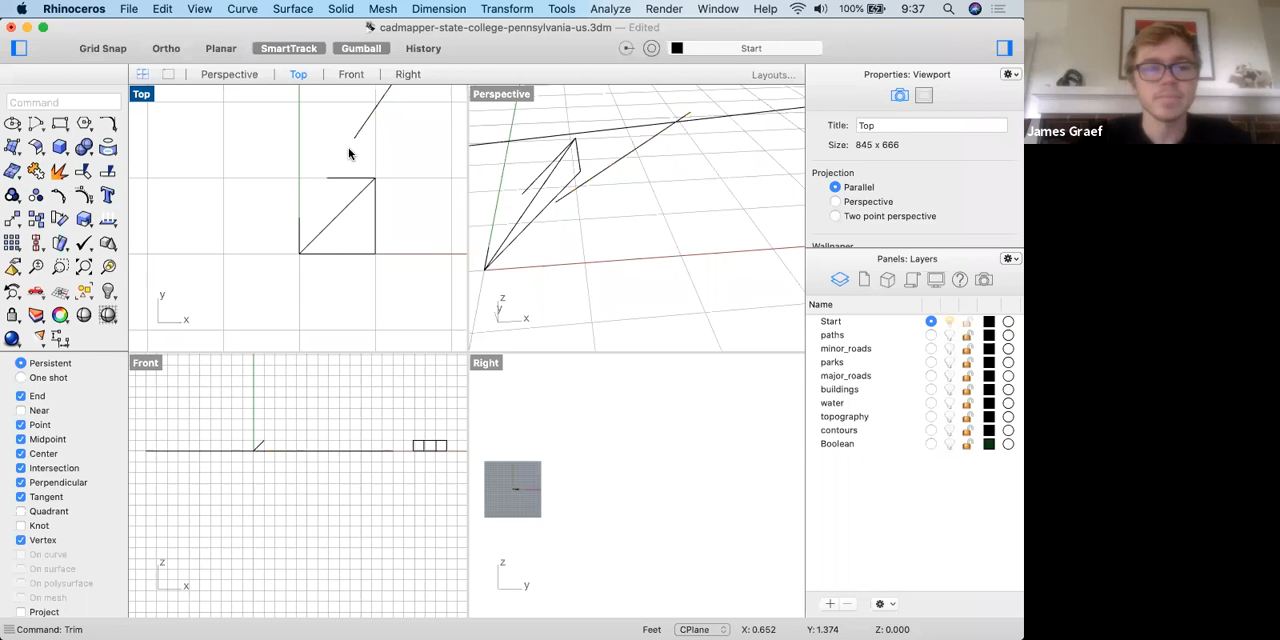 Rhinoceros File Edit View Curve Surface Solid Mesh Dimension Transform Tools Analyze Render Window Help 100% 9:37
cadmapper-state-college-pennsylvania-us.3dm — Edited
Grid Snap Ortho Planar SmartTrack Gumball History Start
Perspective Top Front Right Layouts... Properties: Viewport
Top Perspective
Command
Title: Top
Size: 845 x 666
Projection
Parallel
Perspective
Two point perspective
Wallpaper
James Graef
Panels: Layers
Name
Start
paths
minor_roads
parks
major_roads
buildings
water
topography
contours
Boolean
y
x
z
y
x
Front Right
z
x
z
y
Persistent
One shot
End
Near
Point
Midpoint
Center
Intersection
Perpendicular
Tangent
Quadrant
Knot
Vertex
On curve
On surface
On polysurface
On mesh
Project
Command: Trim Feet CPlane X: 0.652 Y: 1.374 Z: 0.000